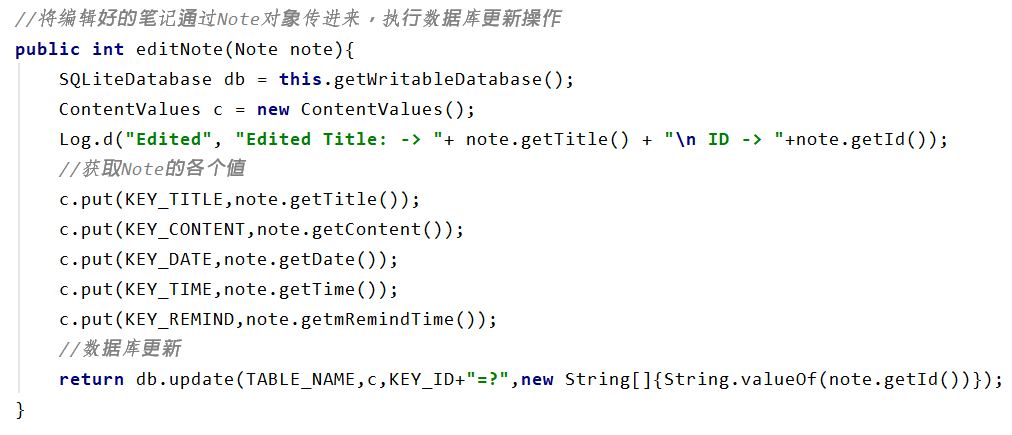 //将编辑好的笔记通过Note对象传进来，执行数据库更新操作
public int editNote(Note note){
    SQLiteDatabase db = this.getWritableDatabase();
    ContentValues c = new ContentValues();
    Log.d("Edited", "Edited Title: -> "+ note.getTitle() + "\n ID -> "+note.getId());
    //获取Note的各个值
    c.put(KEY_TITLE,note.getTitle());
    c.put(KEY_CONTENT,note.getContent());
    c.put(KEY_DATE,note.getDate());
    c.put(KEY_TIME,note.getTime());
    c.put(KEY_REMIND,note.getmRemindTime());
    //数据库更新
    return db.update(TABLE_NAME,c,KEY_ID+"=?",new String[]{String.valueOf(note.getId())});
}